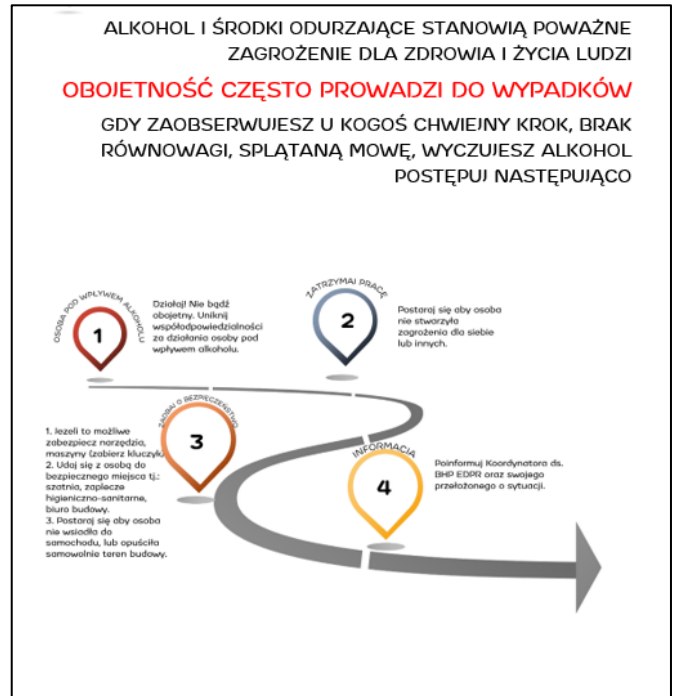 ALKOHOL I ŚRODKI ODURZAJĄCE STANOWIĄ POWAŻNE
ZAGROŻENIE DLA ZDROWIA I ŻYCIA LUDZI
OBOJETNOŚĆ CZĘSTO PROWADZI DO WYPADKÓW
GDY ZAOBSERWUJESZ U KOGOŚ CHWIEJNY KROK, BRAK
RÓWNOWAGI, SPLĄTANĄ MOWĘ, WYCZUJESZ ALKOHOL
POSTĘPUJ NASTĘPUJĄCO
OSOBA POD WPŁYWEM ALKOHOLU
1
Działaj! Nie bądź
obojętny. Uniknij
współodpowiedzialności
za działania osoby pod
wpływem alkoholu.
ZATRZYMAJ PRACĘ
2
Postaraj się aby osoba
nie stworzyła
zagrożenia dla siebie
lub innych.
ZADBAJ O BEZPIECZEŃSTWO
3
1. Jeżeli to możliwe
zabezpiecz narzędzia,
maszyny (zabierz kluczyk)
2. Udaj się z osobą do
bezpiecznego miejsca tj.:
szatnia, zaplecze
higieniczno-sanitarne,
biuro budowy.
3. Postaraj się aby osoba
nie wsiadła do
samochodu, lub opuściła
samowolnie teren budowy.
INFORMACJA
4
Poinformuj Koordynatora ds.
BHP EDPR oraz swojego
przełożonego o sytuacji.